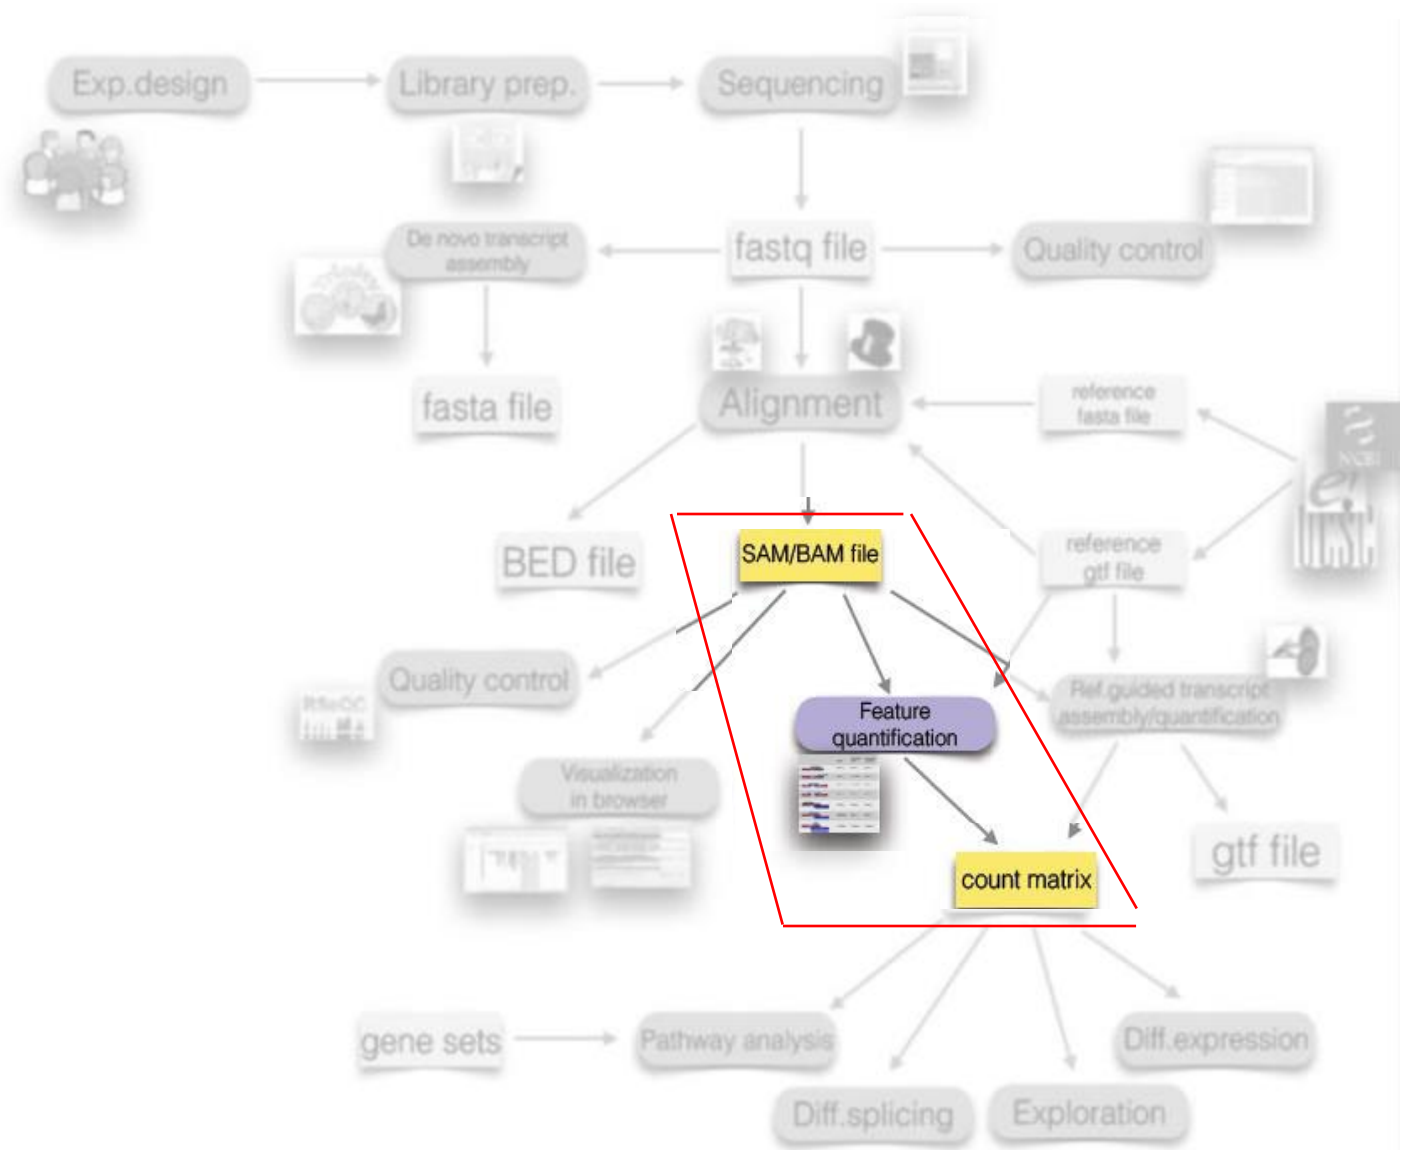 Exp.design
Library prep.
Sequencing
De novo transcript
assembly
fastq file
Quality control
fasta file
Alignment
reference
fasta file
NCBI
e!
BED file
SAM/BAM file
reference
gtf file
Quality control
RSeQC
Feature
quantification
Ref.guided transcript
assembly/quantification
Visualization
in browser
count matrix
gtf file
gene sets
Pathway analysis
Diff.expression
Diff.splicing
Exploration